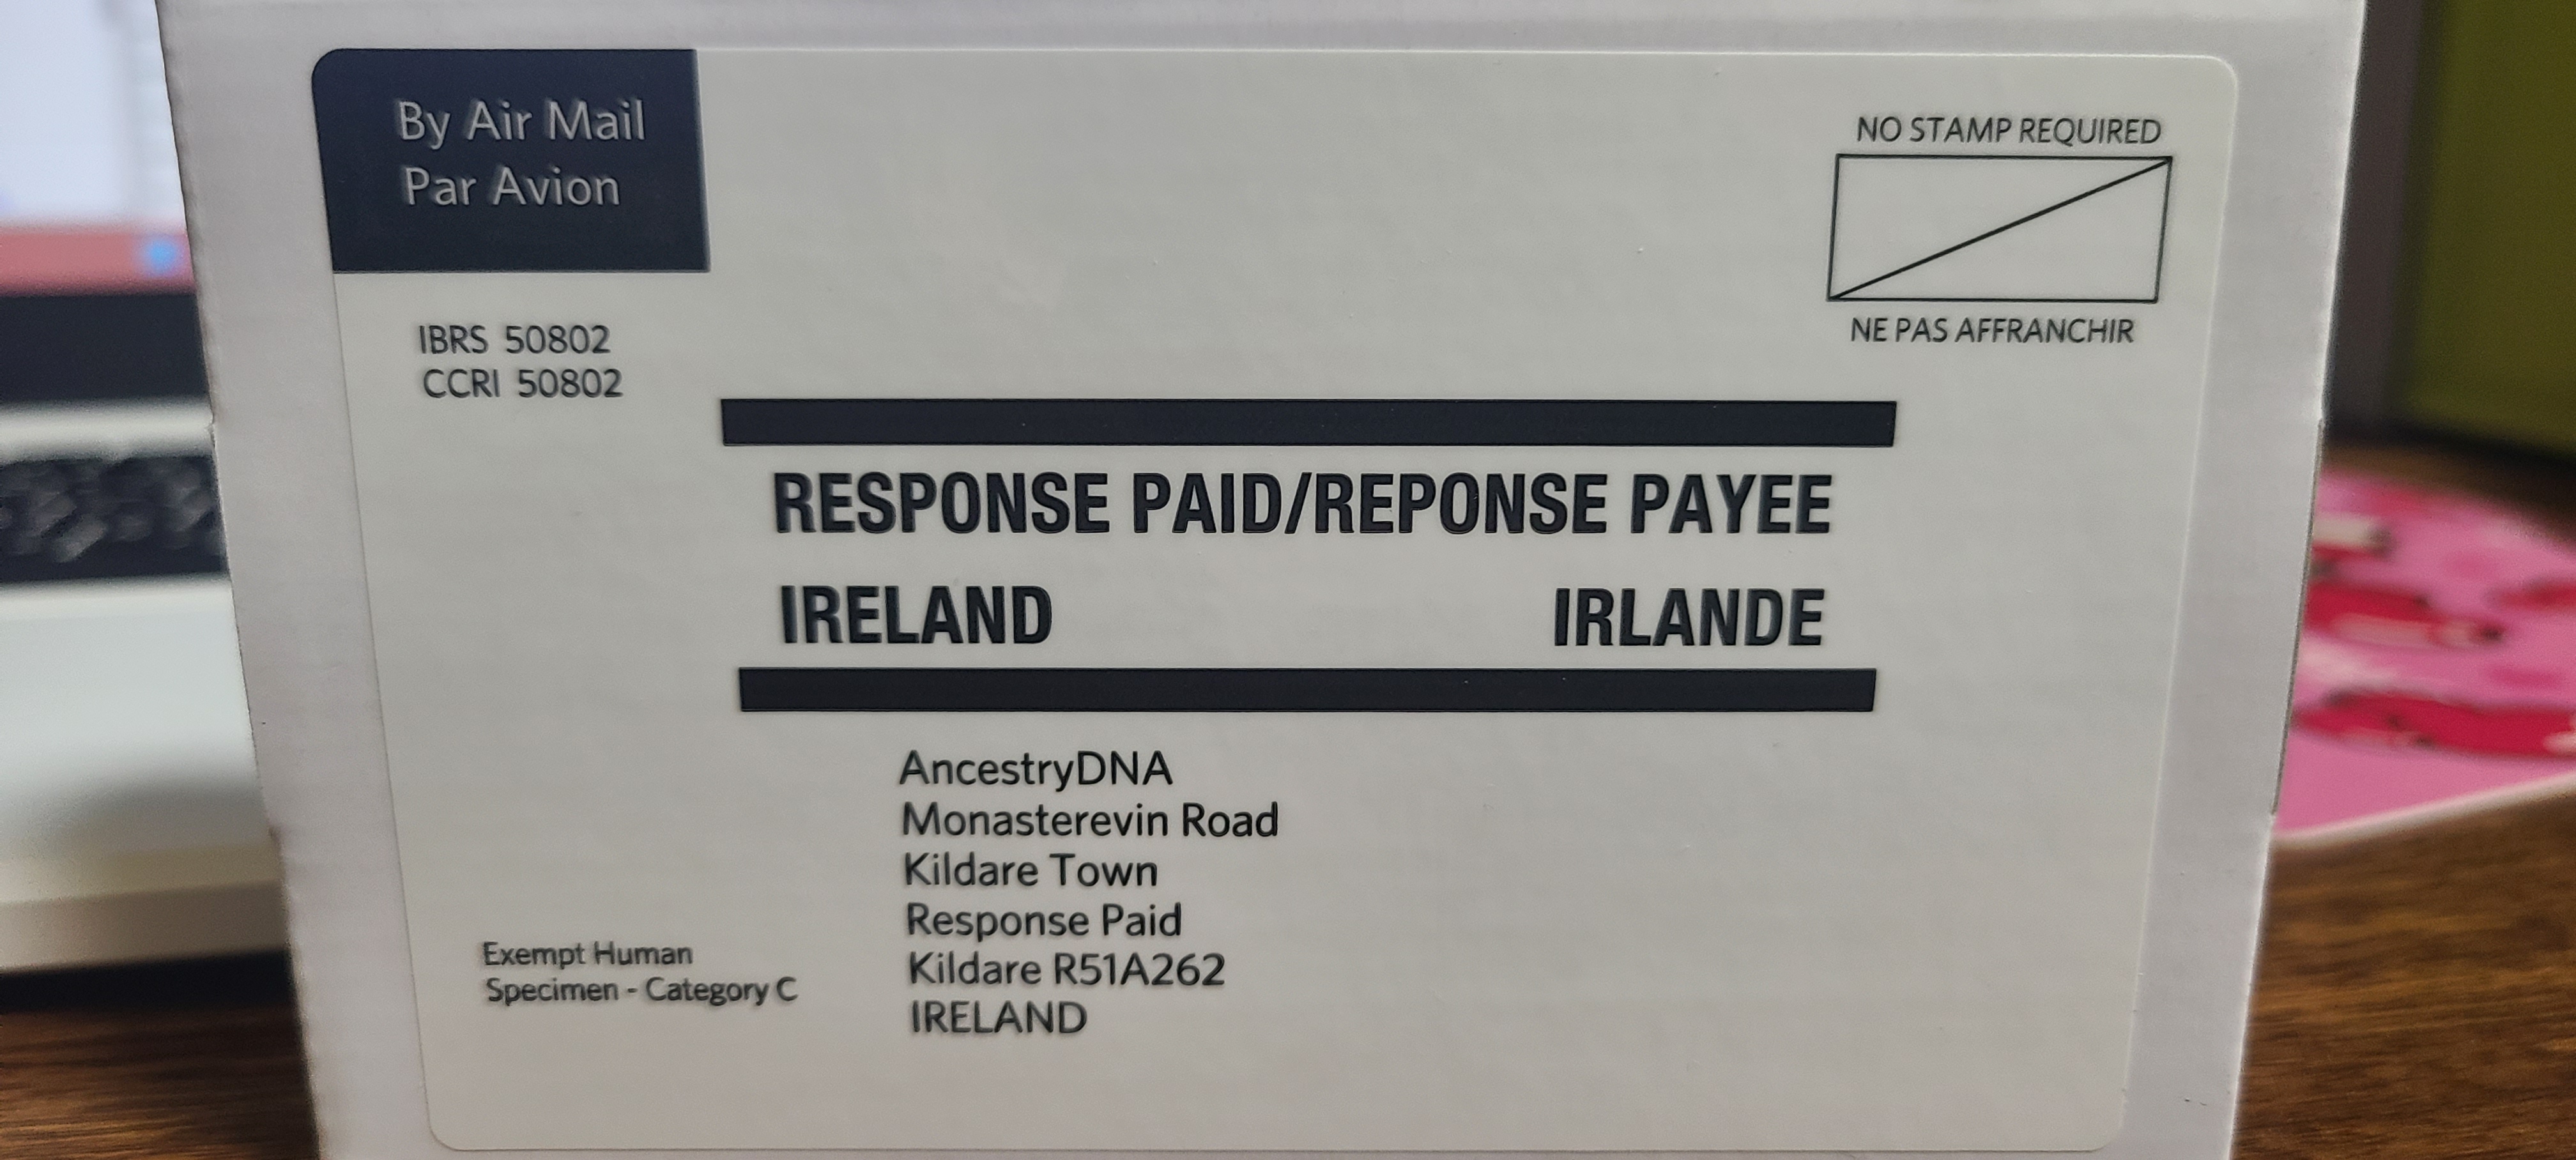 By Air Mail
Par Avion
NO STAMP REQUIRED
NE PAS AFFRANCHIR
IBRS 50802
CCRI 50802
RESPONSE PAID/REPONSE PAYEE
IRELAND IRLANDE
AncestryDNA
Monasterevin Road
Kildare Town
Response Paid
Kildare R51A262
IRELAND
Exempt Human
Specimen - Category C